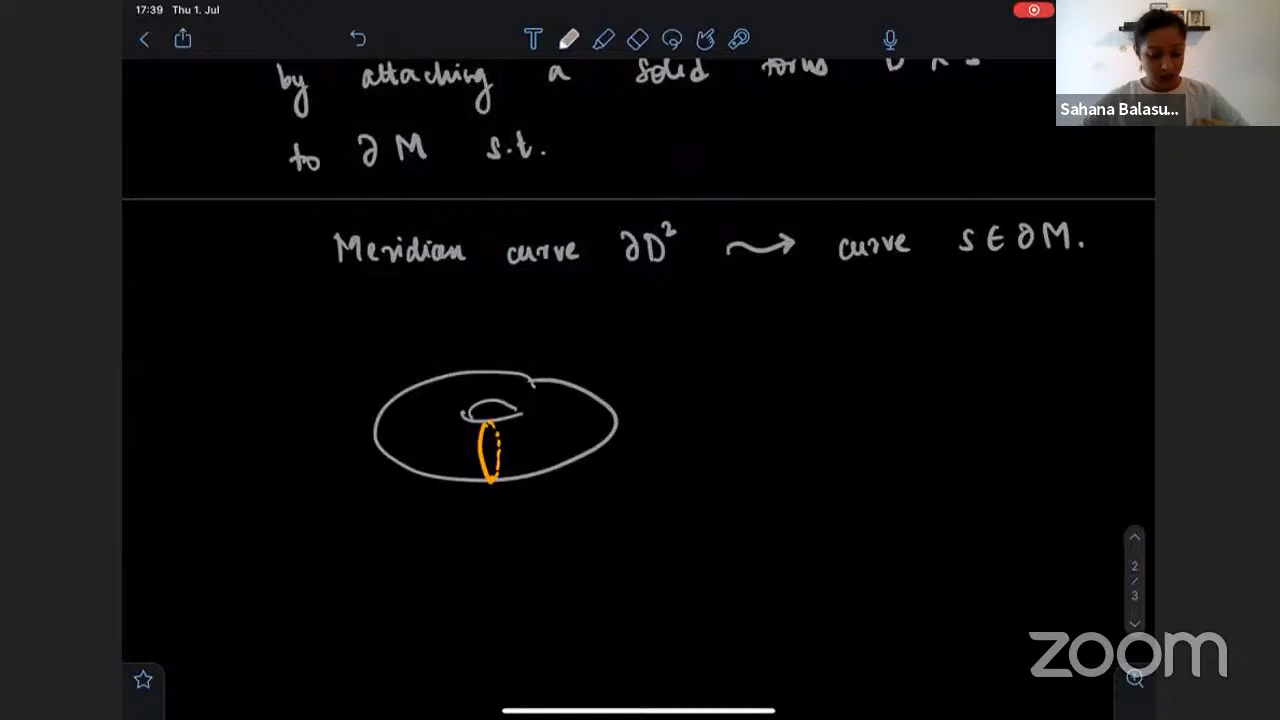 17:39 Thu 1. Jul
by attaching a solid torus
to ∂M s.t.
Meridian curve ∂D² ⇝ curve s ∈ ∂M.
Sahana Balasu...
2
/
3
zoom